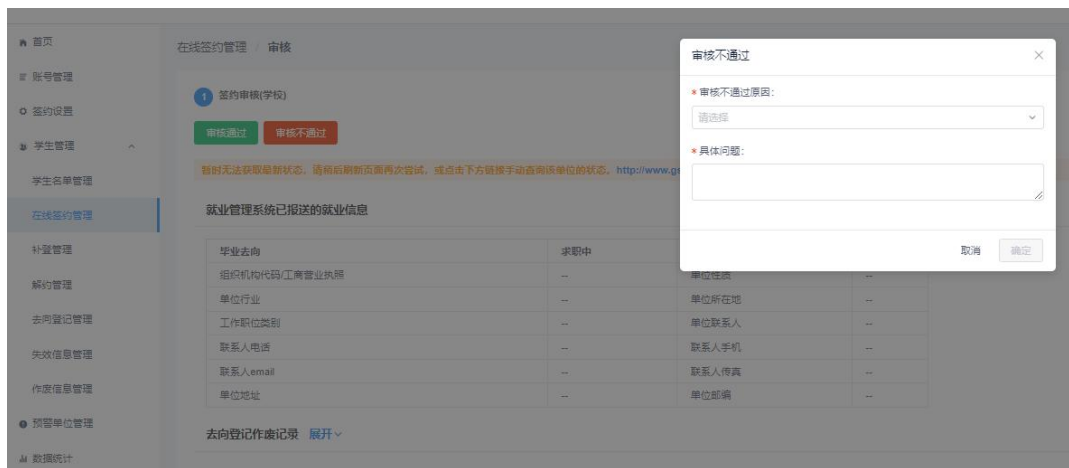 首页
账号管理
签约设置
学生管理
学生名单管理
在线签约管理
补登管理
解约管理
去向登记管理
失效信息管理
作废信息管理
预警单位管理
数据统计
在线签约管理 / 审核
1 签约审核(学校)
审核通过 审核不通过
暂时无法获取最新状态，请稍后刷新页面再次尝试，或点击下方链接手动查询该单位的状态，http://www.gs
就业管理系统已报送的就业信息
毕业去向 求职中
组织机构代码/工商营业执照 -- 单位性质 --
单位行业 -- 单位所在地 --
工作职位类别 -- 单位联系人 --
联系人电话 -- 联系人手机 --
联系人email -- 联系人传真 --
单位地址 -- 单位邮编 --
去向登记作废记录 展开
审核不通过
* 审核不通过原因：
请选择
* 具体问题：
取消 确定